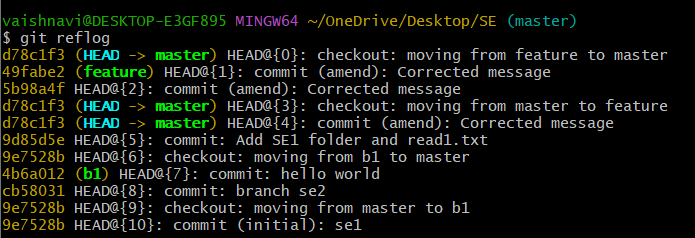 vaishnavi@DESKTOP-E3GF895 MINGW64 ~/OneDrive/Desktop/SE (master)
$ git reflog
d78c1f3 (HEAD -> master) HEAD@{0}: checkout: moving from feature to master
49fabe2 (feature) HEAD@{1}: commit (amend): Corrected message
5b98a4f HEAD@{2}: commit (amend): Corrected message
d78c1f3 (HEAD -> master) HEAD@{3}: checkout: moving from master to feature
d78c1f3 (HEAD -> master) HEAD@{4}: commit (amend): Corrected message
9d85d5e HEAD@{5}: commit: Add SE1 folder and read1.txt
9e7528b HEAD@{6}: checkout: moving from b1 to master
4b6a012 (b1) HEAD@{7}: commit: hello world
cb58031 HEAD@{8}: commit: branch se2
9e7528b HEAD@{9}: checkout: moving from master to b1
9e7528b HEAD@{10}: commit (initial): se1